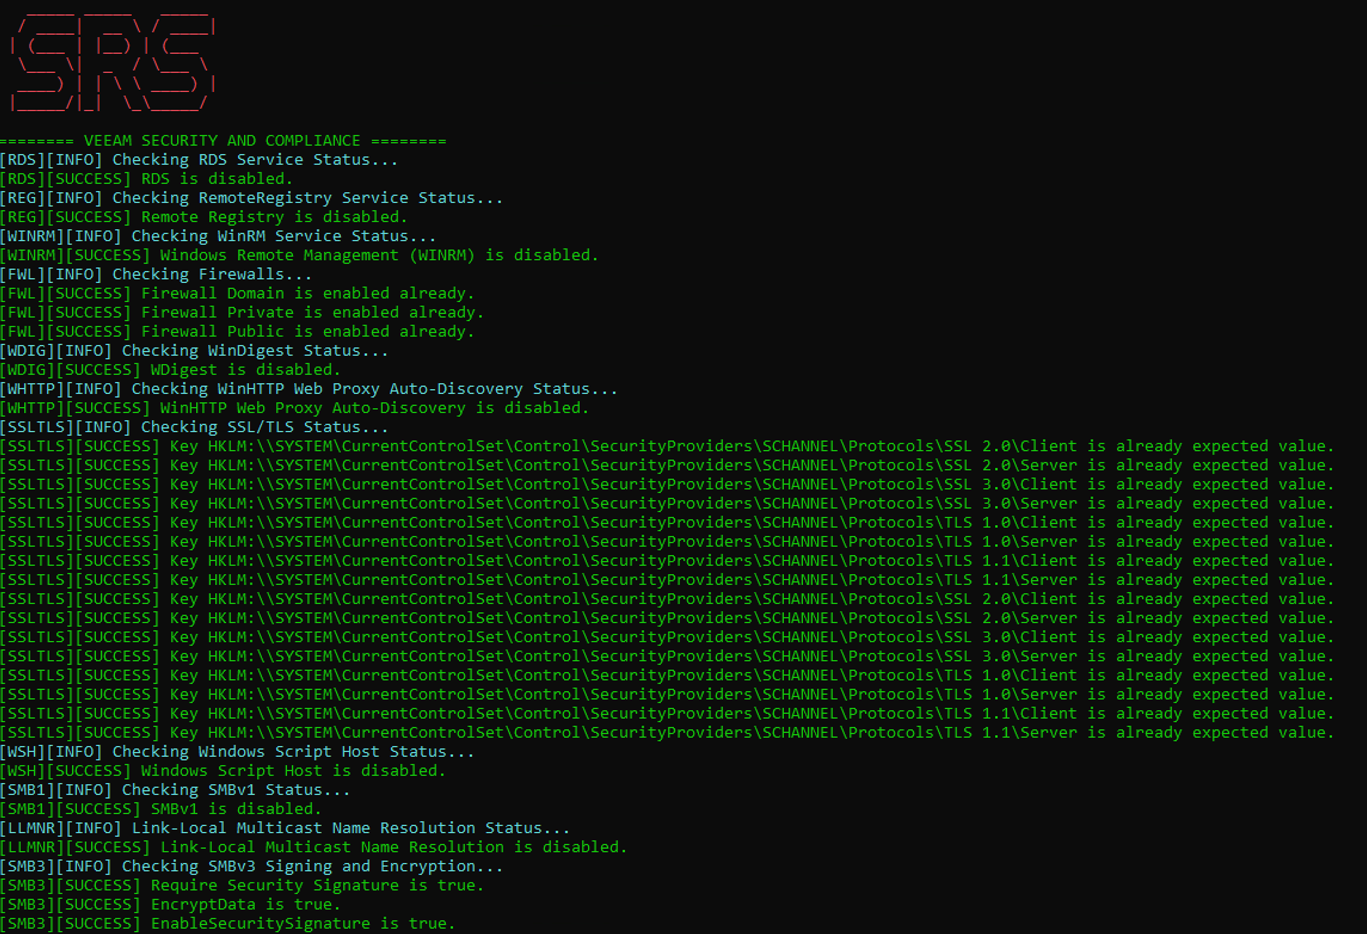 SRS
======== VEEAM SECURITY AND COMPLIANCE ========
[RDS][INFO] Checking RDS Service Status...
[RDS][SUCCESS] RDS is disabled.
[REG][INFO] Checking RemoteRegistry Service Status...
[REG][SUCCESS] Remote Registry is disabled.
[WINRM][INFO] Checking WinRM Service Status...
[WINRM][SUCCESS] Windows Remote Management (WINRM) is disabled.
[FWL][INFO] Checking Firewalls...
[FWL][SUCCESS] Firewall Domain is enabled already.
[FWL][SUCCESS] Firewall Private is enabled already.
[FWL][SUCCESS] Firewall Public is enabled already.
[WDIG][INFO] Checking WinDigest Status...
[WDIG][SUCCESS] WDigest is disabled.
[WHTTP][INFO] Checking WinHTTP Web Proxy Auto-Discovery Status...
[WHTTP][SUCCESS] WinHTTP Web Proxy Auto-Discovery is disabled.
[SSLTLS][INFO] Checking SSL/TLS Status...
[SSLTLS][SUCCESS] Key HKLM:\\SYSTEM\CurrentControlSet\Control\SecurityProviders\SCHANNEL\Protocols\SSL 2.0\Client is already expected value.
[SSLTLS][SUCCESS] Key HKLM:\\SYSTEM\CurrentControlSet\Control\SecurityProviders\SCHANNEL\Protocols\SSL 2.0\Server is already expected value.
[SSLTLS][SUCCESS] Key HKLM:\\SYSTEM\CurrentControlSet\Control\SecurityProviders\SCHANNEL\Protocols\SSL 3.0\Client is already expected value.
[SSLTLS][SUCCESS] Key HKLM:\\SYSTEM\CurrentControlSet\Control\SecurityProviders\SCHANNEL\Protocols\SSL 3.0\Server is already expected value.
[SSLTLS][SUCCESS] Key HKLM:\\SYSTEM\CurrentControlSet\Control\SecurityProviders\SCHANNEL\Protocols\TLS 1.0\Client is already expected value.
[SSLTLS][SUCCESS] Key HKLM:\\SYSTEM\CurrentControlSet\Control\SecurityProviders\SCHANNEL\Protocols\TLS 1.0\Server is already expected value.
[SSLTLS][SUCCESS] Key HKLM:\\SYSTEM\CurrentControlSet\Control\SecurityProviders\SCHANNEL\Protocols\TLS 1.1\Client is already expected value.
[SSLTLS][SUCCESS] Key HKLM:\\SYSTEM\CurrentControlSet\Control\SecurityProviders\SCHANNEL\Protocols\TLS 1.1\Server is already expected value.
[SSLTLS][SUCCESS] Key HKLM:\\SYSTEM\CurrentControlSet\Control\SecurityProviders\SCHANNEL\Protocols\SSL 2.0\Client is already expected value.
[SSLTLS][SUCCESS] Key HKLM:\\SYSTEM\CurrentControlSet\Control\SecurityProviders\SCHANNEL\Protocols\SSL 2.0\Server is already expected value.
[SSLTLS][SUCCESS] Key HKLM:\\SYSTEM\CurrentControlSet\Control\SecurityProviders\SCHANNEL\Protocols\SSL 3.0\Client is already expected value.
[SSLTLS][SUCCESS] Key HKLM:\\SYSTEM\CurrentControlSet\Control\SecurityProviders\SCHANNEL\Protocols\SSL 3.0\Server is already expected value.
[SSLTLS][SUCCESS] Key HKLM:\\SYSTEM\CurrentControlSet\Control\SecurityProviders\SCHANNEL\Protocols\TLS 1.0\Client is already expected value.
[SSLTLS][SUCCESS] Key HKLM:\\SYSTEM\CurrentControlSet\Control\SecurityProviders\SCHANNEL\Protocols\TLS 1.0\Server is already expected value.
[SSLTLS][SUCCESS] Key HKLM:\\SYSTEM\CurrentControlSet\Control\SecurityProviders\SCHANNEL\Protocols\TLS 1.1\Client is already expected value.
[SSLTLS][SUCCESS] Key HKLM:\\SYSTEM\CurrentControlSet\Control\SecurityProviders\SCHANNEL\Protocols\TLS 1.1\Server is already expected value.
[WSH][INFO] Checking Windows Script Host Status...
[WSH][SUCCESS] Windows Script Host is disabled.
[SMB1][INFO] Checking SMBv1 Status...
[SMB1][SUCCESS] SMBv1 is disabled.
[LLMNR][INFO] Link-Local Multicast Name Resolution Status...
[LLMNR][SUCCESS] Link-Local Multicast Name Resolution is disabled.
[SMB3][INFO] Checking SMBv3 Signing and Encryption...
[SMB3][SUCCESS] Require Security Signature is true.
[SMB3][SUCCESS] EncryptData is true.
[SMB3][SUCCESS] EnableSecuritySignature is true.